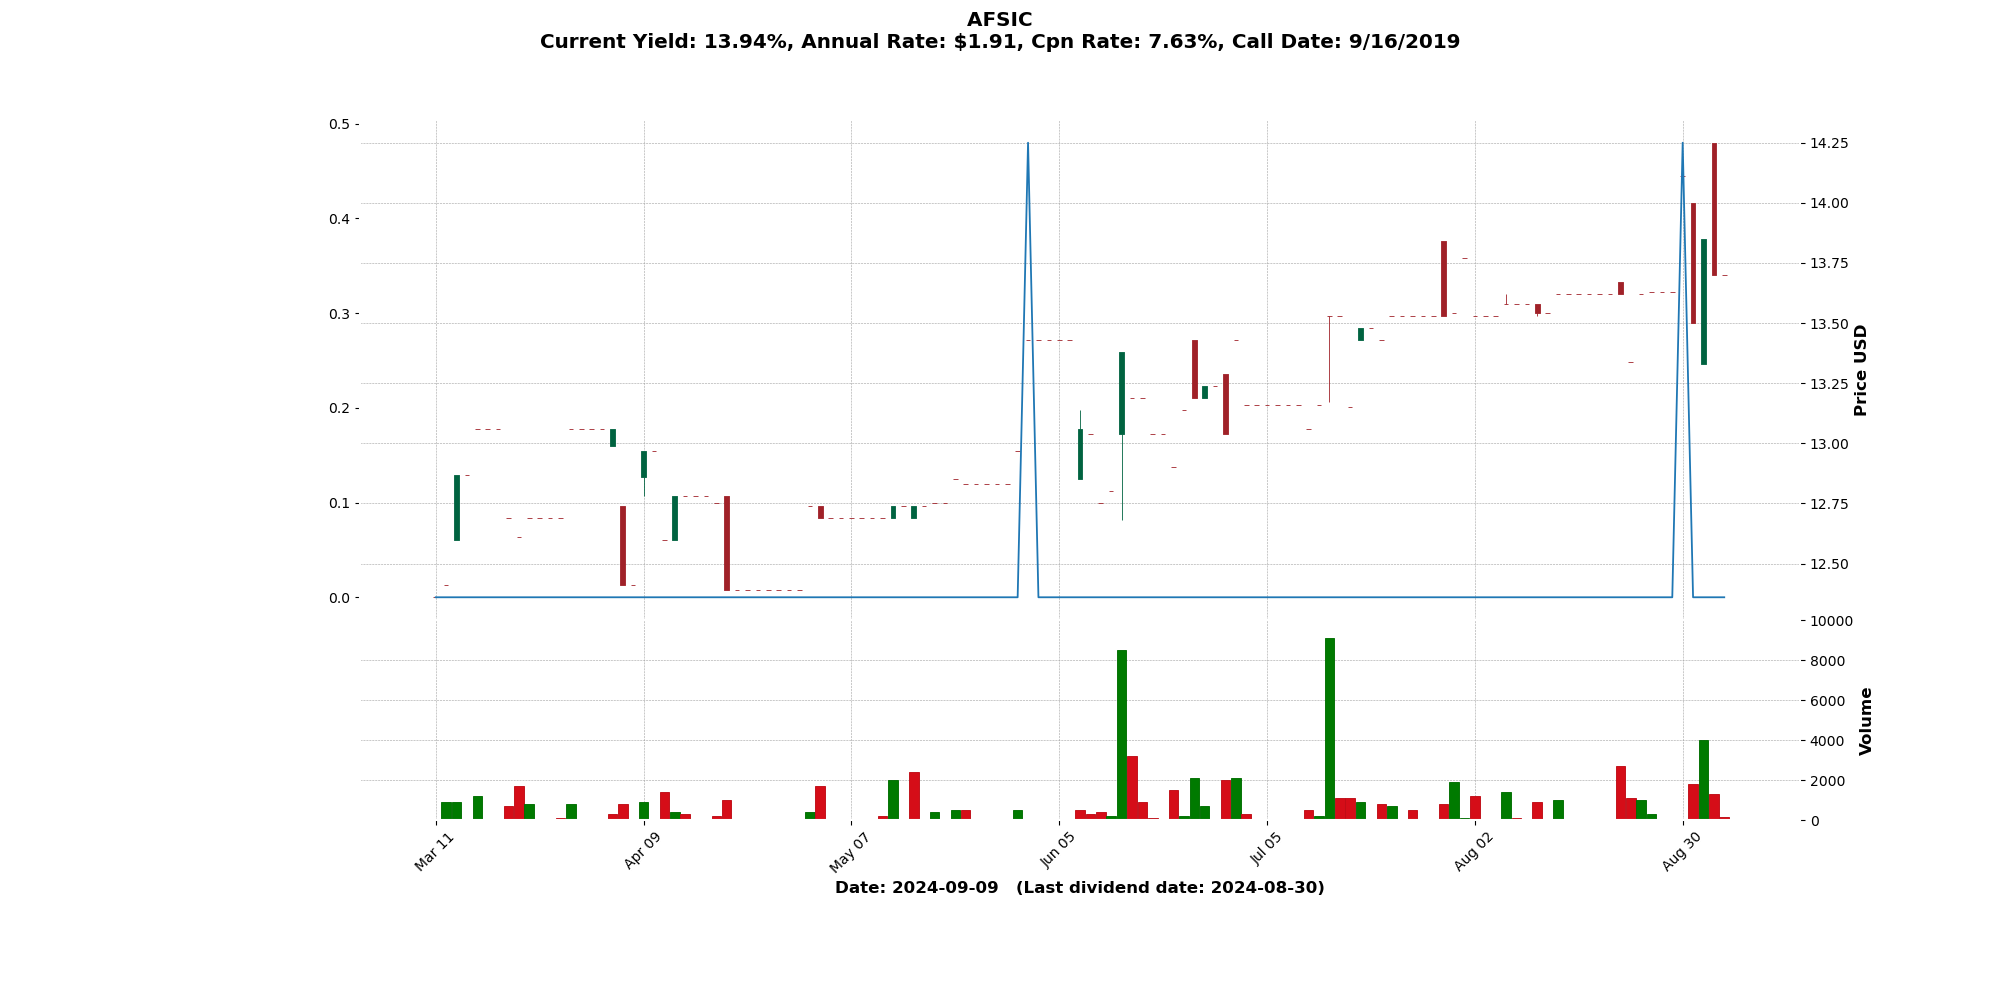 AFSIC
Current Yield: 13.94%, Annual Rate: $1.91, Cpn Rate: 7.63%, Call Date: 9/16/2019
0.5
0.4
0.3
0.2
0.1
0.0
14.25
14.00
13.75
13.50
13.25
13.00
12.75
12.50
Price USD
10000
8000
6000
4000
2000
0
Volume
Mar 11
Apr 09
May 07
Jun 05
Jul 05
Aug 02
Aug 30
Date: 2024-09-09 (Last dividend date: 2024-08-30)